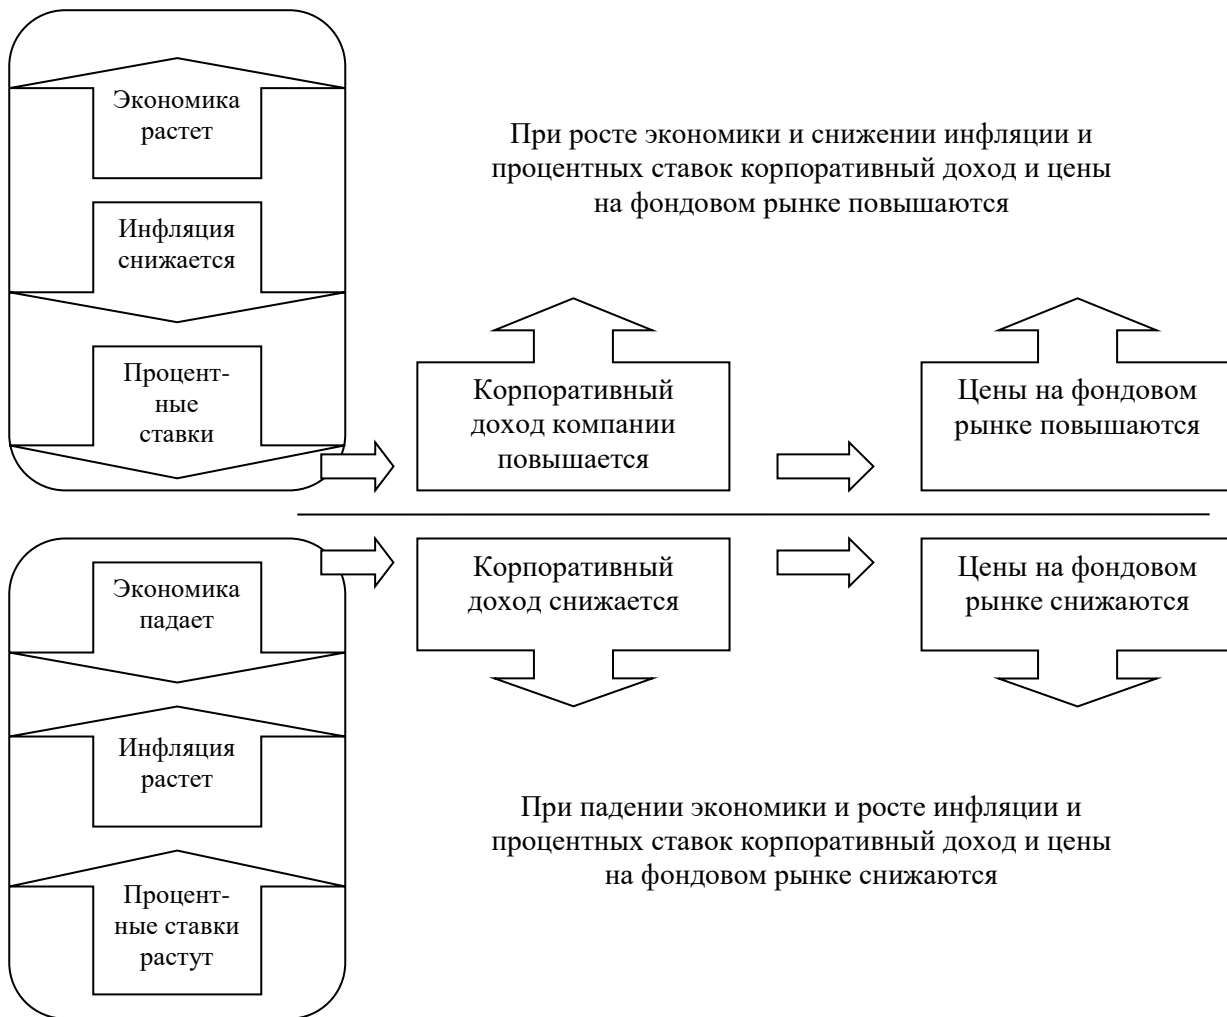 Экономика
растет
При росте экономики и снижении инфляции и
процентных ставок корпоративный доход и цены
на фондовом рынке повышаются
Инфляция
снижается
Процент-
ные
ставки
Корпоративный
доход компании
повышается
Цены на фондовом
рынке повышаются
Экономика
падает
Корпоративный
доход снижается
Цены на фондовом
рынке снижаются
Инфляция
растет
При падении экономики и росте инфляции и
процентных ставок корпоративный доход и цены
на фондовом рынке снижаются
Процент-
ные ставки
растут